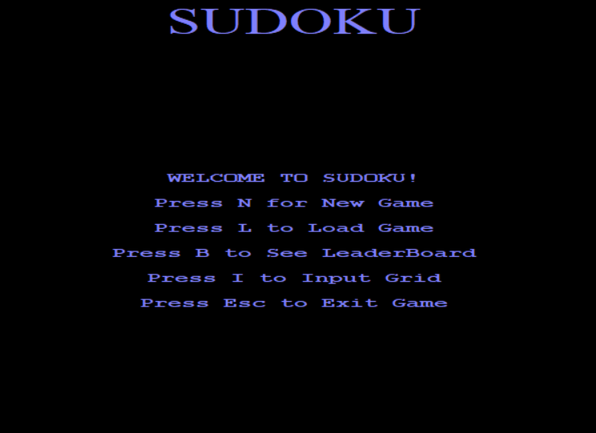 SUDOKU
WELCOME TO SUDOKU!
Press N for New Game
Press L to Load Game
Press B to See LeaderBoard
Press I to Input Grid
Press Esc to Exit Game